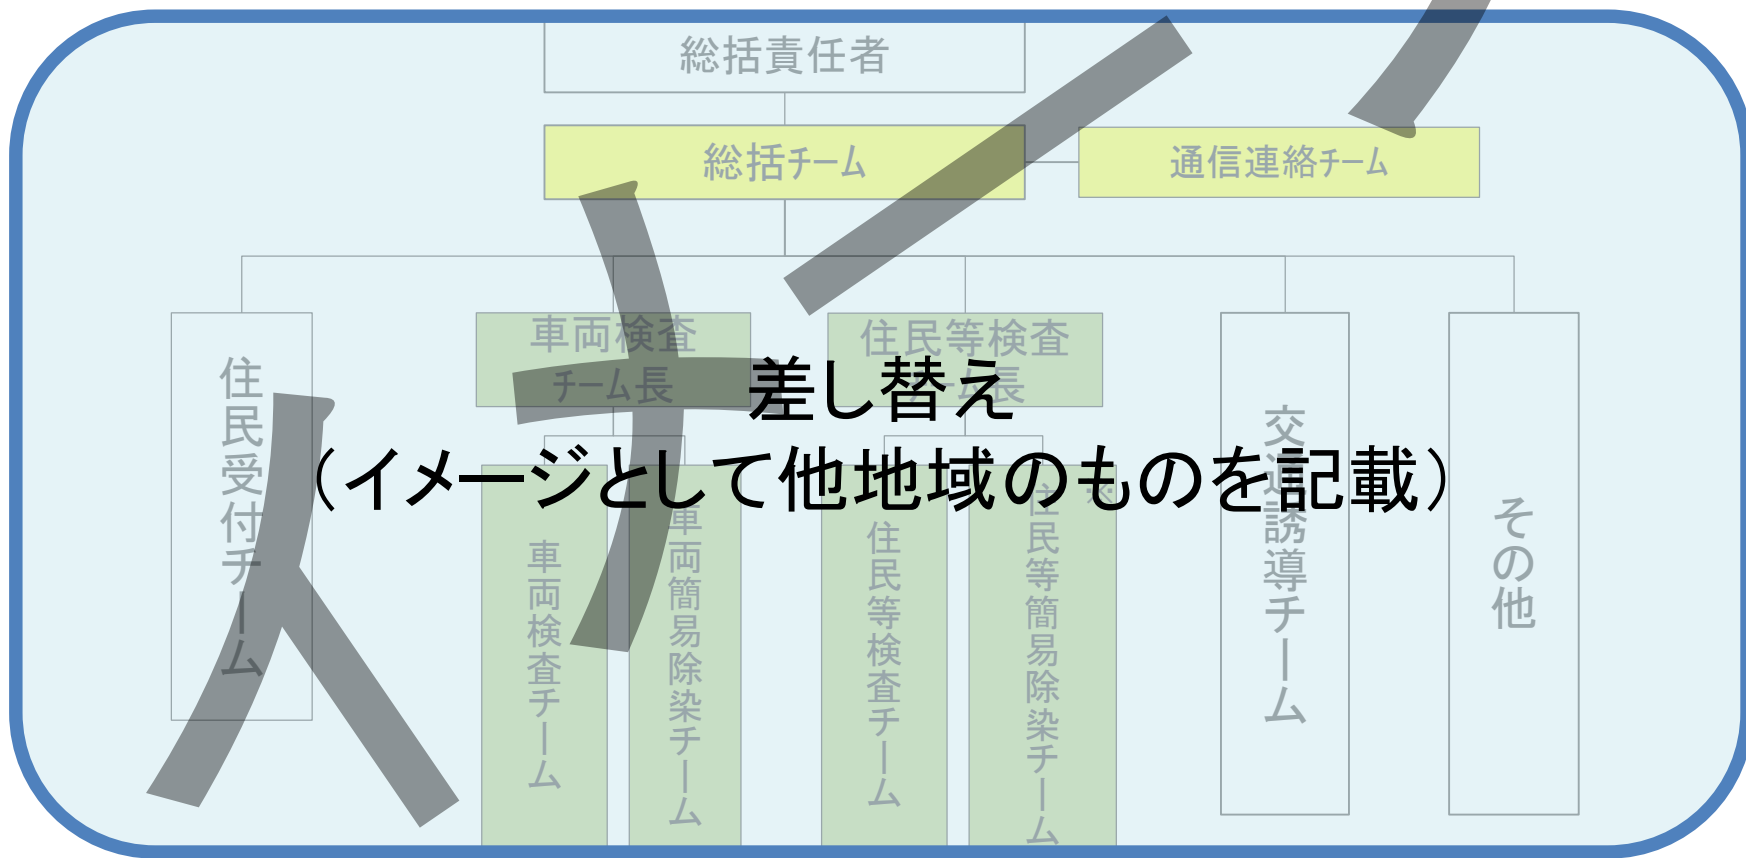 総括責任者
総括チーム
通信連絡チーム
住民受付チーム
車両検査
チーム長
住民等検査
チーム長
交通誘導チーム
その他
差し替え
（イメージとして他地域のものを記載）
車両検査チーム
車両簡易除染チーム
住民等検査チーム
住民等簡易除染チーム
※